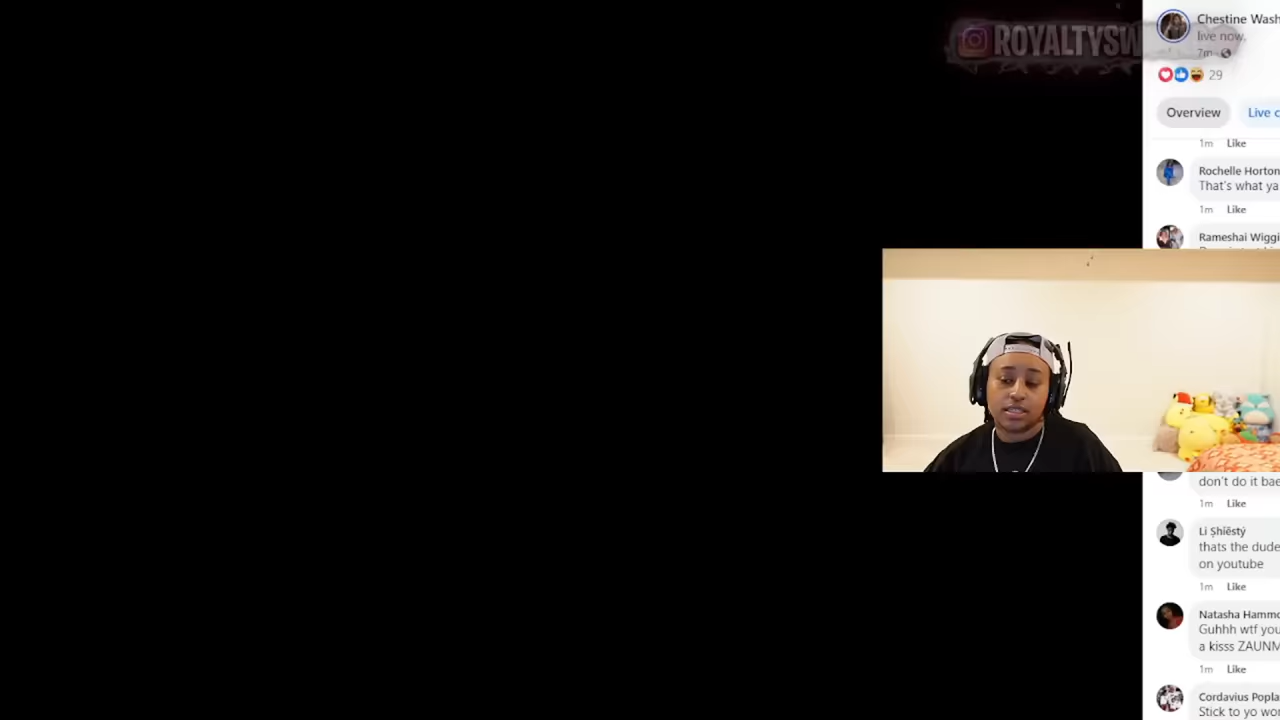 ROYALTYSW
Chestine Wash
live now.
7m
29
Overview
Live c
1m Like
Rochelle Horton
That's what ya
1m Like
Rameshai Wiggi
don't do it bae
1m Like
Li Şhïêstý
thats the dude
on youtube
1m Like
Natasha Hammo
Guhhh wtf you
a kisss ZAUNM
1m Like
Cordavius Popla
Stick to yo wor